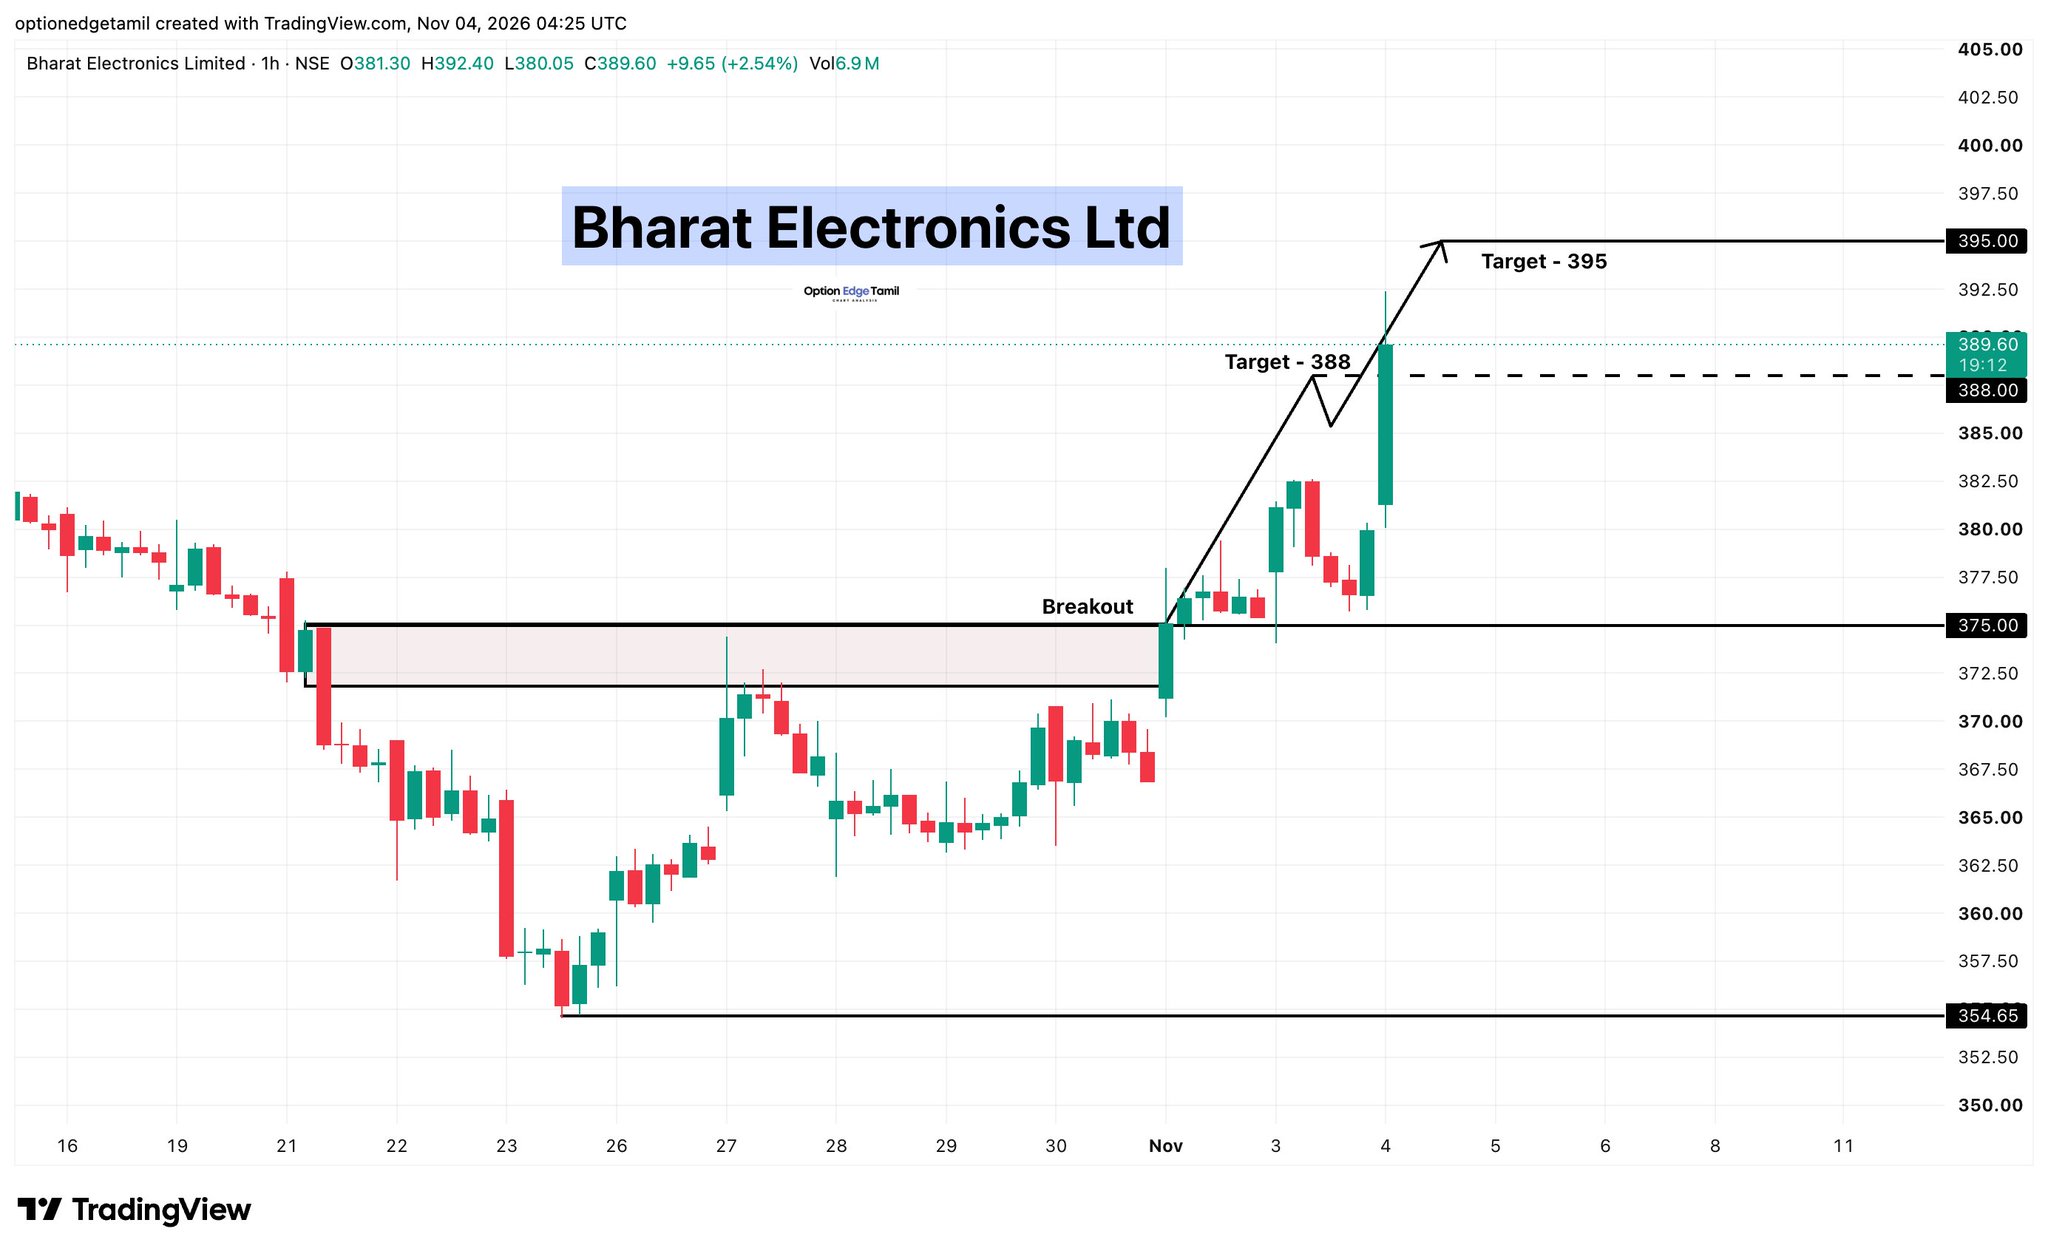 optionedgetamil created with TradingView.com, Nov 04, 2026 04:25 UTC
Bharat Electronics Limited · 1h · NSE O381.30 H392.40 L380.05 C389.60 +9.65 (+2.54%) Vol6.9 M
405.00
402.50
400.00
397.50
Bharat Electronics Ltd
395.00
Target - 395
Option Edge Tamil
CHART ANALYSIS
392.50
389.60
19:12
Target - 388
388.00
385.00
382.50
380.00
377.50
Breakout
375.00
372.50
370.00
367.50
365.00
362.50
360.00
357.50
354.65
352.50
350.00
16 19 21 22 23 26 27 28 29 30 Nov 3 4 5 6 8 11
TradingView